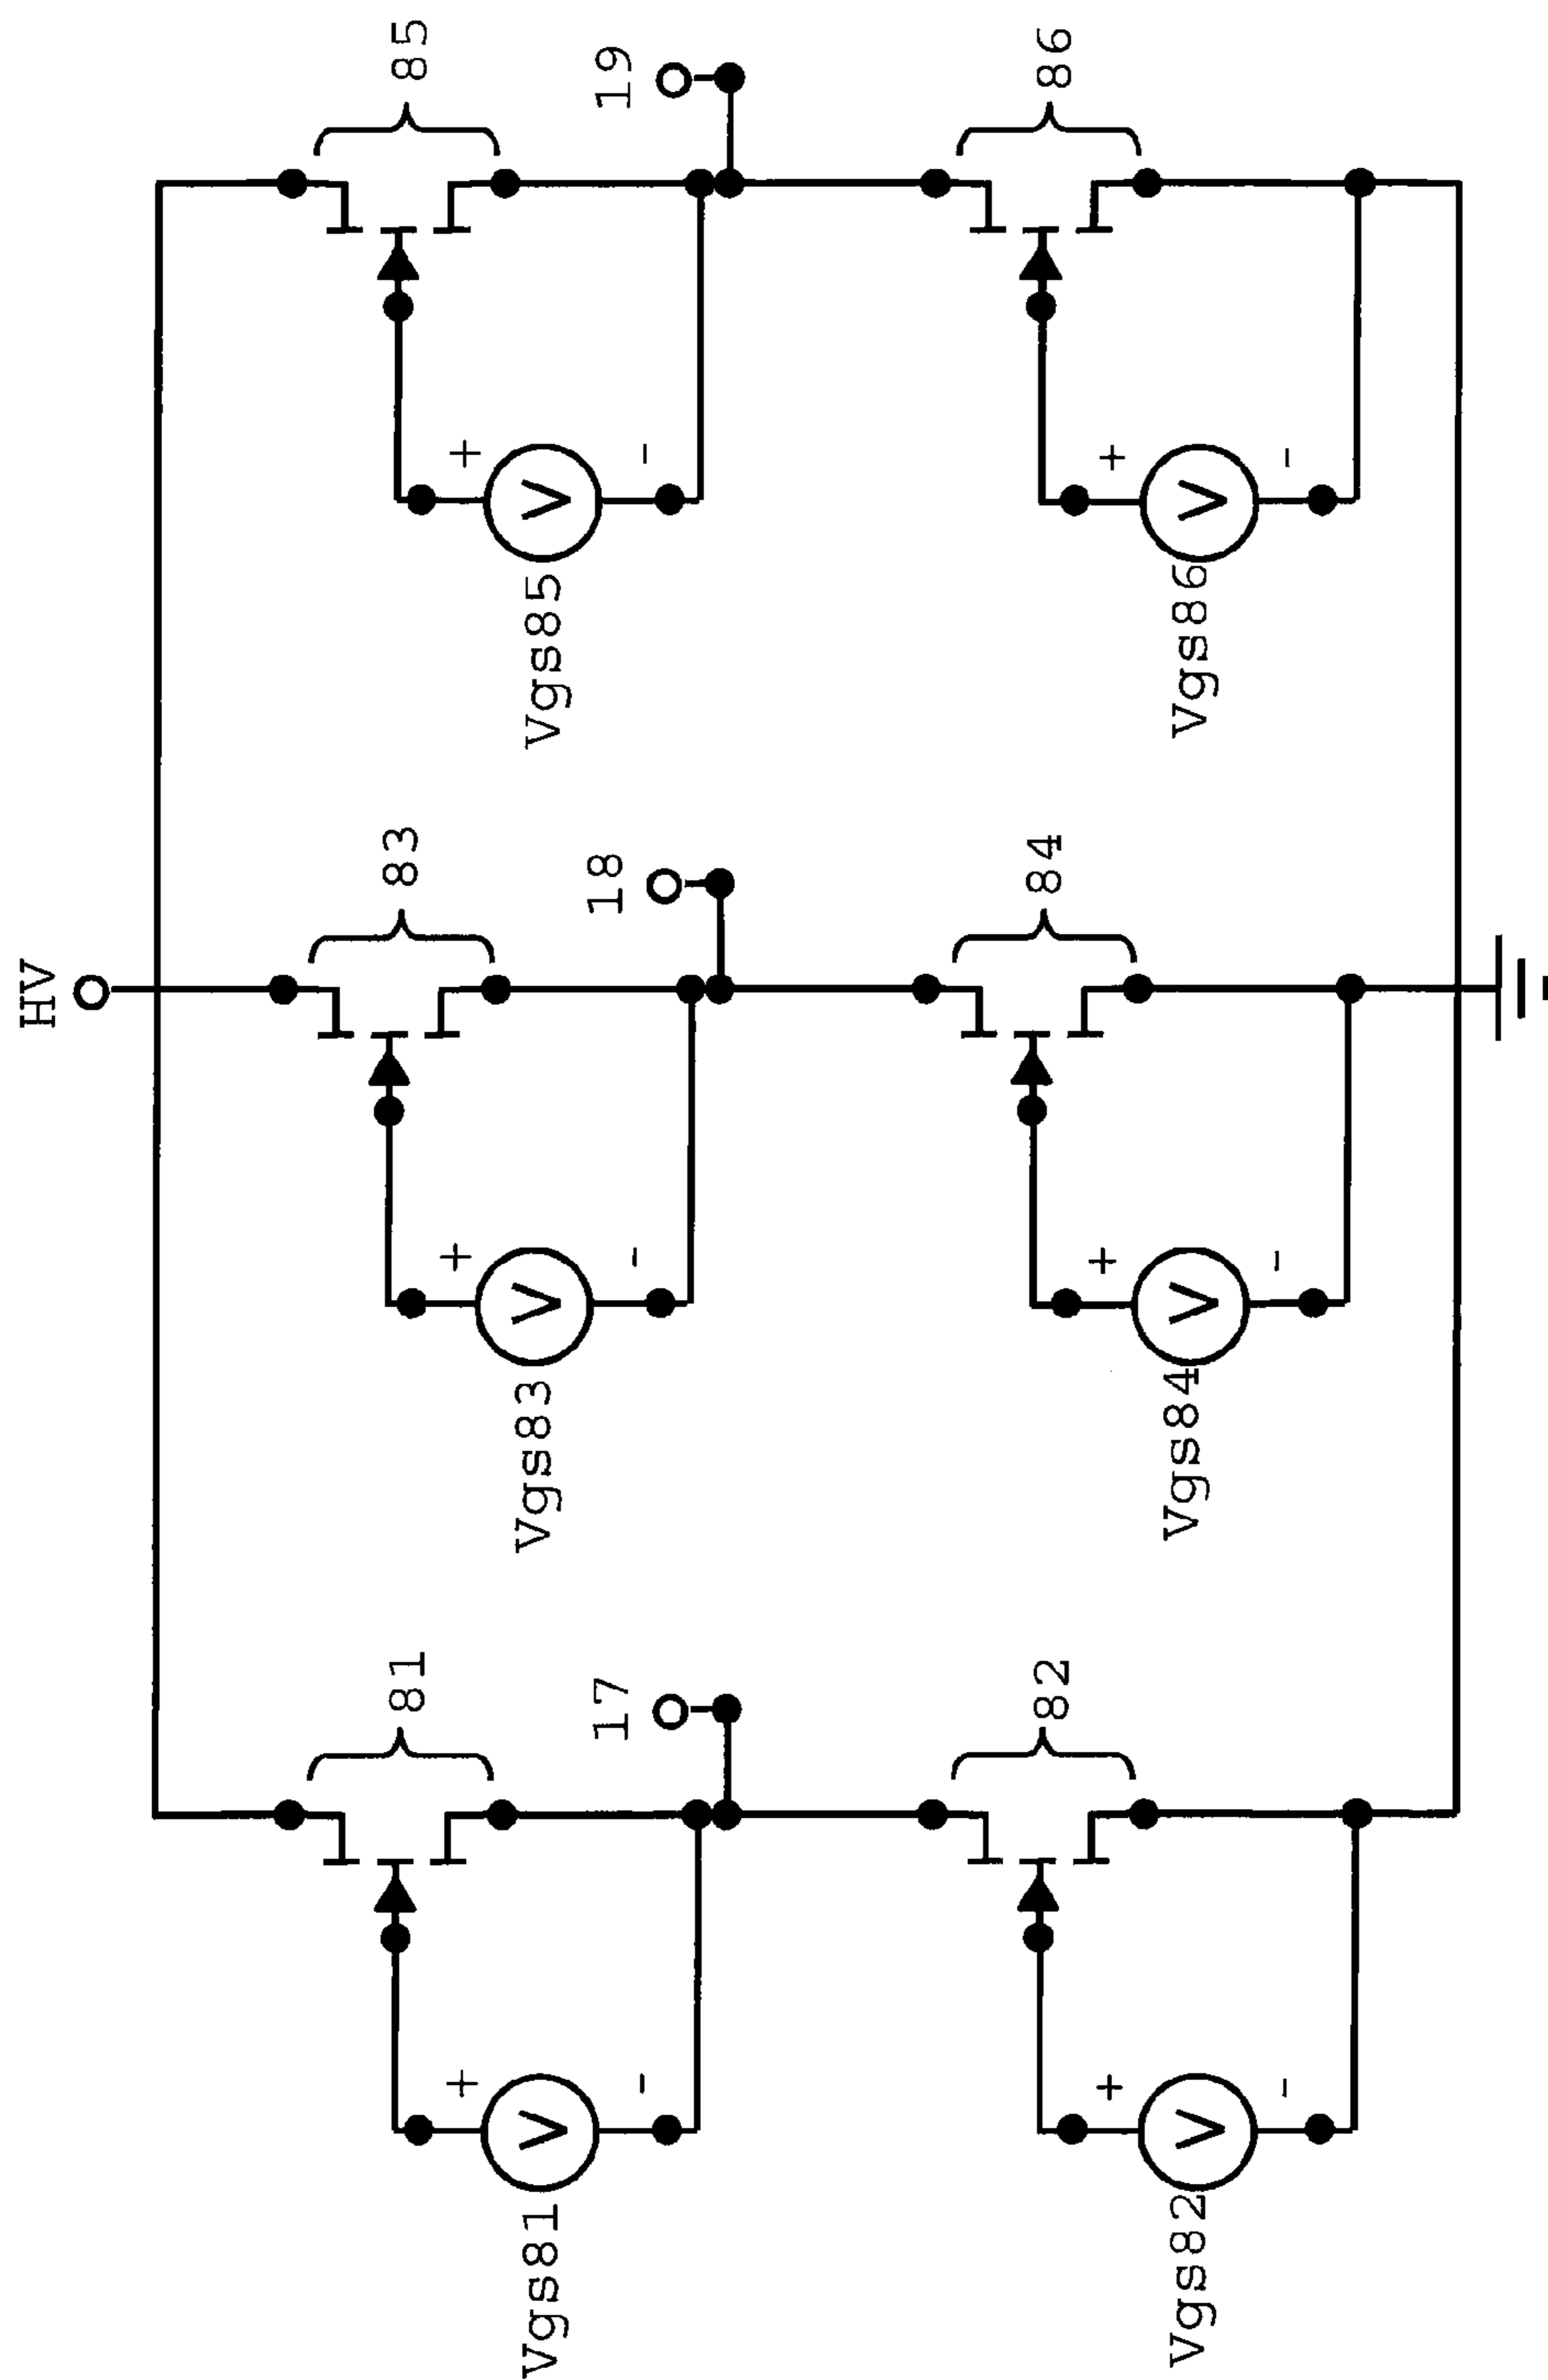 HV
81
83
85
Vgs81
+
-
17
Vgs83
+
-
18
Vgs85
+
-
19
82
84
86
Vgs82
+
-
Vgs84
+
-
Vgs86
+
-
V
V
V
V
V
V